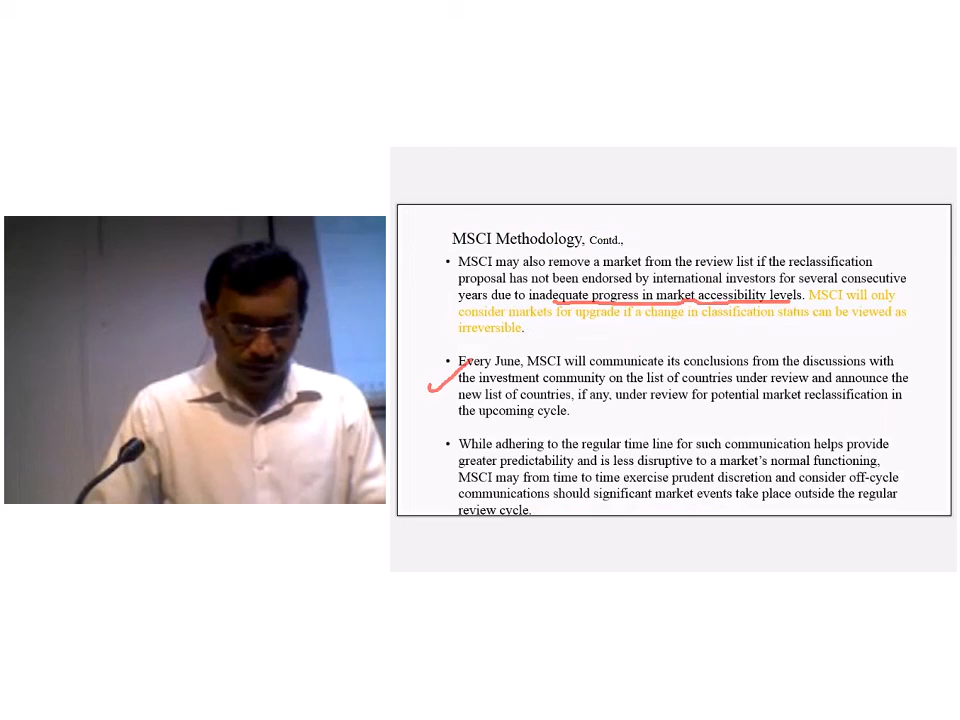 MSCI Methodology, Contd.,
• MSCI may also remove a market from the review list if the reclassification
proposal has not been endorsed by international investors for several consecutive
years due to inadequate progress in market accessibility levels. MSCI will only
consider markets for upgrade if a change in classification status can be viewed as
irreversible.
• Every June, MSCI will communicate its conclusions from the discussions with
the investment community on the list of countries under review and announce the
new list of countries, if any, under review for potential market reclassification in
the upcoming cycle.
• While adhering to the regular time line for such communication helps provide
greater predictability and is less disruptive to a market’s normal functioning,
MSCI may from time to time exercise prudent discretion and consider off-cycle
communications should significant market events take place outside the regular
review cycle.